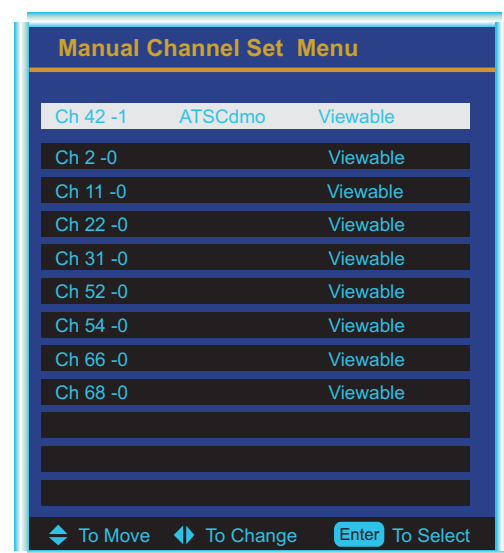 Manual Channel Set Menu
Ch 42 -1 ATSCdmo Viewable
Ch 2 -0 Viewable
Ch 11 -0 Viewable
Ch 22 -0 Viewable
Ch 31 -0 Viewable
Ch 52 -0 Viewable
Ch 54 -0 Viewable
Ch 66 -0 Viewable
Ch 68 -0 Viewable
To Move To Change Enter To Select